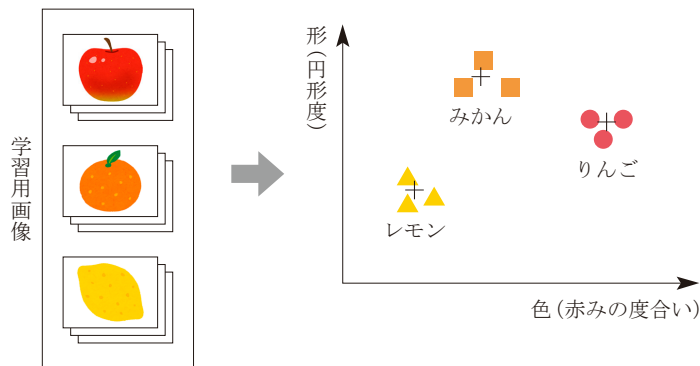 学習用画像
形(円形度)
みかん
りんご
レモン
色(赤みの度合い)